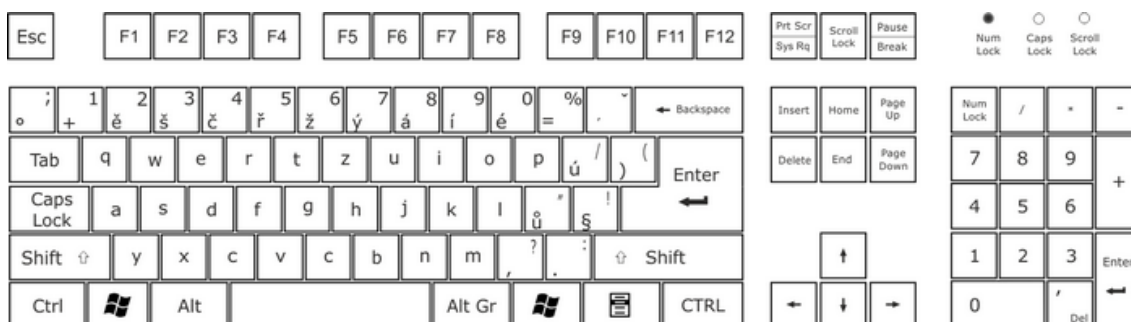 Esc F1 F2 F3 F4 F5 F6 F7 F8 F9 F10 F11 F12 Prt Scr Sys Rq Scroll Lock Pause Break Num Lock Caps Lock Scroll Lock
; ° 1 + 2 ě 3 š 4 č 5 ř 6 ž 7 ý 8 á 9 í 0 é % = ˇ ´ ← Backspace Insert Home Page Up Num Lock / * -
Tab q w e r t z u i o p / ú ( ) Enter Delete End Page Down 7 8 9 +
Caps Lock a s d f g h j k l " ů ! § 4 5 6
Shift ⇧ y x c v c b n m ? , : . ⇧ Shift ↑ 1 2 3 Enter
Ctrl Alt Alt Gr CTRL ← ↓ → 0 , Del